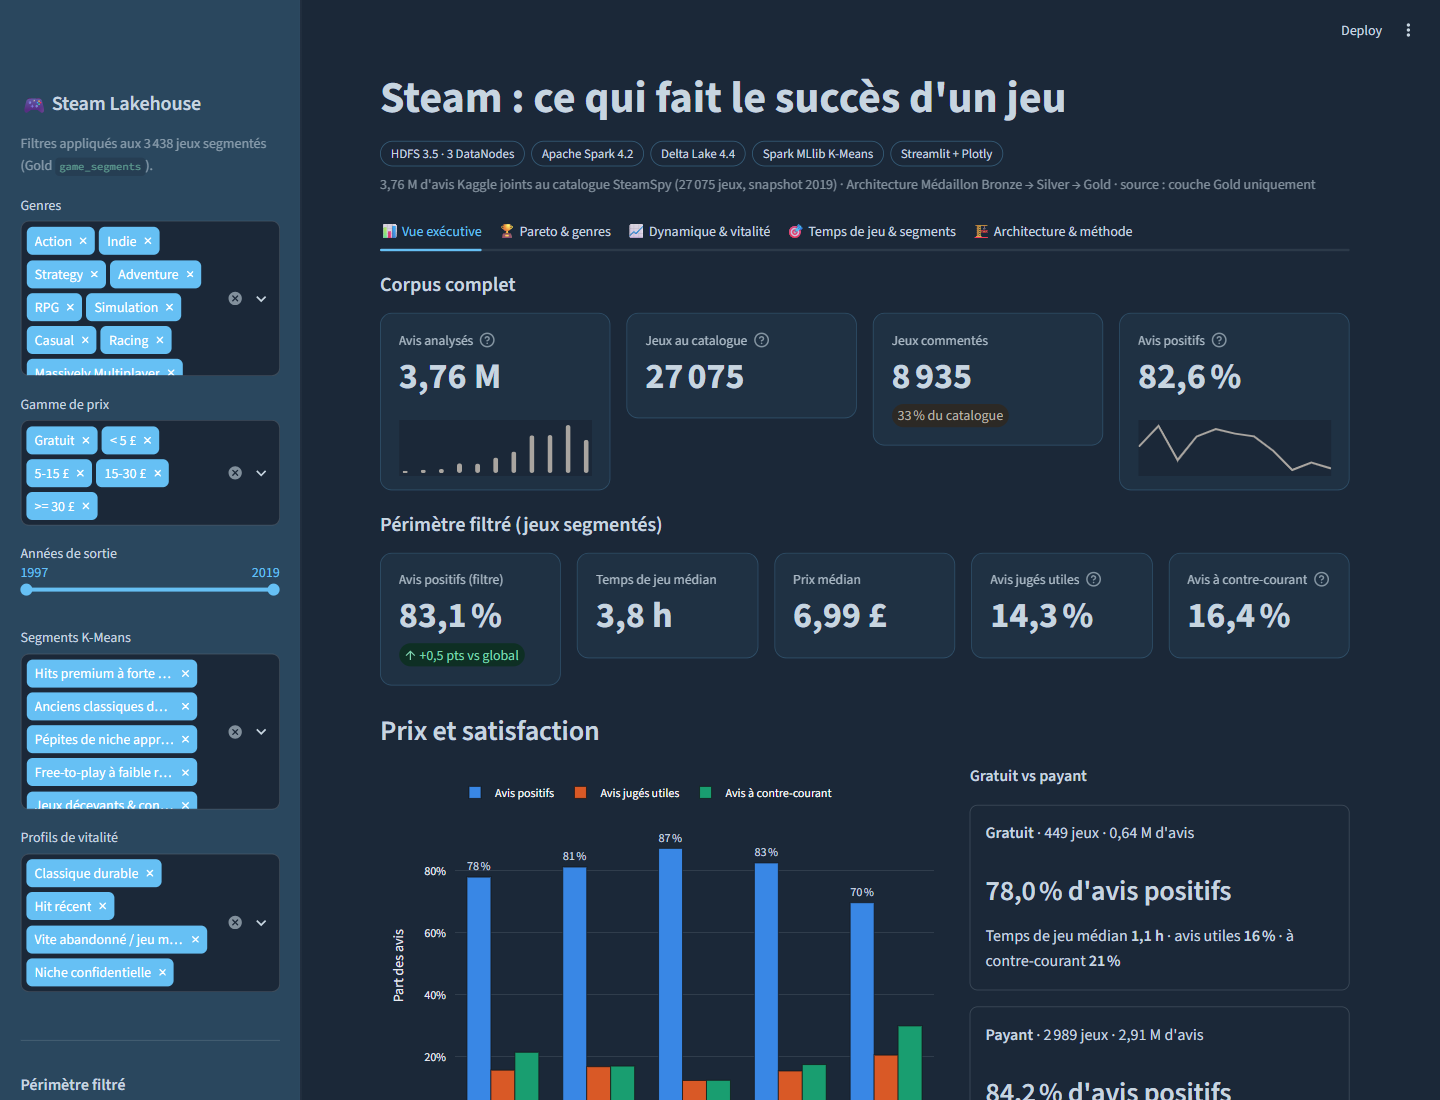 Deploy
Steam Lakehouse
Filtres appliqués aux 3 438 jeux segmentés
(Gold game_segments ).
Genres
Action ×
Indie ×
Strategy ×
Adventure ×
RPG ×
Simulation ×
Casual ×
Racing ×
Massively Multiplayer ×
Gamme de prix
Gratuit ×
< 5 £ ×
5-15 £ ×
15-30 £ ×
>= 30 £ ×
Années de sortie
1997
2019
Segments K-Means
Hits premium à forte ... ×
Anciens classiques d... ×
Pépites de niche appr... ×
Free-to-play à faible r... ×
Jeux décevants & con... ×
Profils de vitalité
Classique durable ×
Hit récent ×
Vite abandonné / jeu m... ×
Niche confidentielle ×
Périmètre filtré
Steam : ce qui fait le succès d'un jeu
HDFS 3.5 · 3 DataNodes
Apache Spark 4.2
Delta Lake 4.4
Spark MLlib K-Means
Streamlit + Plotly
3,76 M d'avis Kaggle joints au catalogue SteamSpy (27 075 jeux, snapshot 2019) · Architecture Médaillon Bronze → Silver → Gold · source : couche Gold uniquement
Vue exécutive
Pareto & genres
Dynamique & vitalité
Temps de jeu & segments
Architecture & méthode
Corpus complet
Avis analysés
3,76 M
Jeux au catalogue
27 075
Jeux commentés
8 935
33 % du catalogue
Avis positifs
82,6 %
Périmètre filtré (jeux segmentés)
Avis positifs (filtre)
83,1 %
↑ +0,5 pts vs global
Temps de jeu médian
3,8 h
Prix médian
6,99 £
Avis jugés utiles
14,3 %
Avis à contre-courant
16,4 %
Prix et satisfaction
Avis positifs
Avis jugés utiles
Avis à contre-courant
Part des avis
80%
60%
40%
20%
78 %
81 %
87 %
83 %
70 %
Gratuit vs payant
Gratuit · 449 jeux · 0,64 M d'avis
78,0 % d'avis positifs
Temps de jeu médian 1,1 h · avis utiles 16 % · à
contre-courant 21 %
Payant · 2 989 jeux · 2,91 M d'avis
84,2 % d'avis positifs